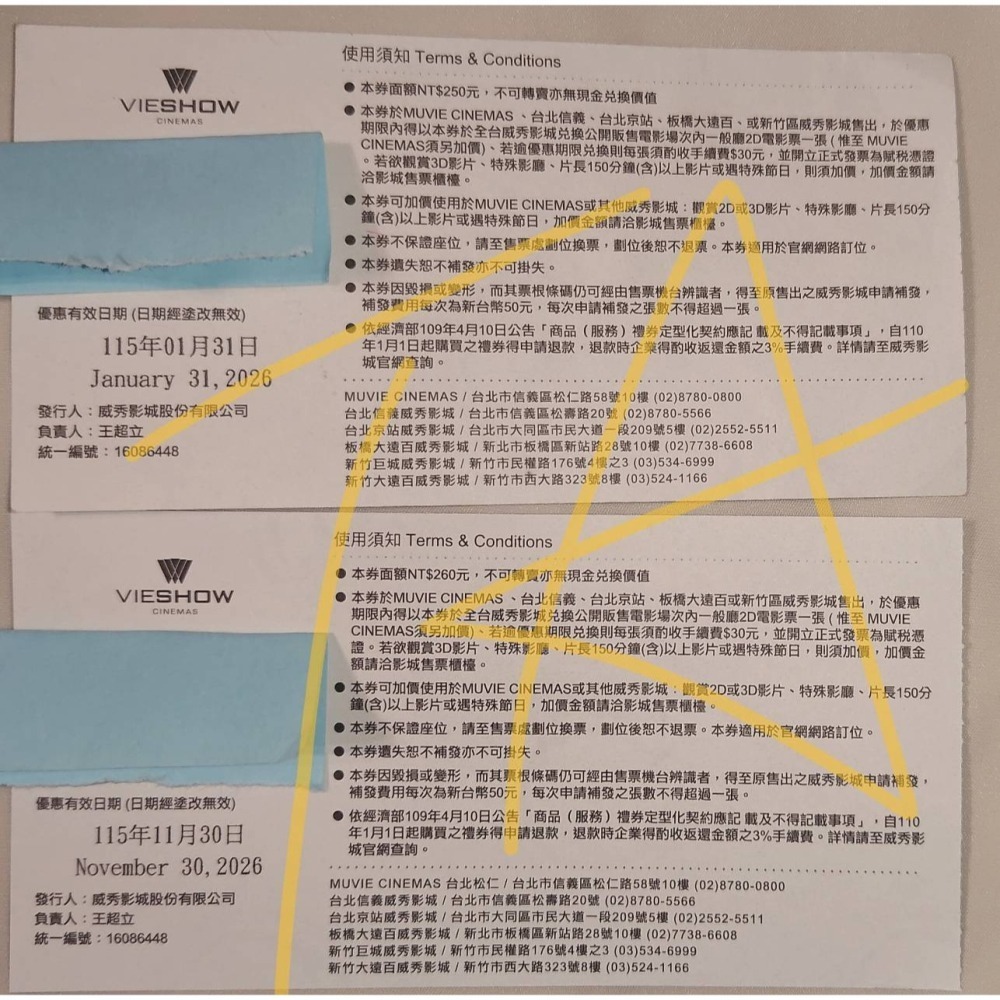 VIESHOW
CINEMAS
優惠有效日期 (日期經塗改無效)
115年01月31日
January 31,2026
發行人：威秀影城股份有限公司
負責人：王超立
統一編號：16086448
使用須知 Terms & Conditions
● 本券面額NT$250元，不可轉賣亦無現金兌換價值
● 本券於MUVIE CINEMAS 、台北信義、台北京站、板橋大遠百、或新竹區威秀影城售出，於優惠
期限內得以本券於全台威秀影城兌換公開販售電影場次內一般廳2D電影票一張 ( 惟至 MUVIE
CINEMAS須另加價)、若逾優惠期限兌換則每張須酌收手續費$30元，並開立正式發票為賦稅憑證
。若欲觀賞3D影片、特殊影廳、片長150分鐘(含)以上影片或遇特殊節日，則須加價，加價金額請
洽影城售票櫃檯。
● 本券可加價使用於MUVIE CINEMAS或其他威秀影城：觀賞2D或3D影片、特殊影廳、片長150分
鐘(含)以上影片或遇特殊節日，加價金額請洽影城售票櫃檯。
● 本券不保證座位，請至售票處劃位換票，劃位後恕不退票。本券適用於官網網路訂位。
● 本券遺失恕不補發亦不可掛失。
● 本券因毀損或變形，而其票根條碼仍可經由售票機台辨識者，得至原售出之威秀影城申請補發，
補發費用每次為新台幣50元，每次申請補發之張數不得超過一張。
● 依經濟部109年4月10日公告「商品（服務）禮券定型化契約應記 載及不得記載事項」，自110
年1月1日起購買之禮券得申請退款，退款時企業得酌收返還金額之3%手續費。詳情請至威秀影
城官網查詢。
MUVIE CINEMAS / 台北市信義區松仁路58號10樓 (02)8780-0800
台北信義威秀影城 / 台北市信義區松壽路20號 (02)8780-5566
台北京站威秀影城 / 台北市大同區市民大道一段209號5樓 (02)2552-5511
板橋大遠百威秀影城 / 新北市板橋區新站路28號10樓 (02)7738-6608
新竹巨城威秀影城 / 新竹市民權路176號4樓之3 (03)534-6999
新竹大遠百威秀影城 / 新竹市西大路323號8樓 (03)524-1166
VIESHOW
CINEMAS
優惠有效日期 (日期經塗改無效)
115年11月30日
November 30,2026
發行人：威秀影城股份有限公司
負責人：王超立
統一編號：16086448
使用須知 Terms & Conditions
● 本券面額NT$260元，不可轉賣亦無現金兌換價值
● 本券於MUVIE CINEMAS 、台北信義、台北京站、板橋大遠百或新竹區威秀影城售出，於優惠
期限內得以本券於全台威秀影城兌換公開販售電影場次內一般廳2D電影票一張 ( 惟至 MUVIE
CINEMAS須另加價)、若逾優惠期限兌換則每張須酌收手續費$30元，並開立正式發票為賦稅憑
證。若欲觀賞3D影片、特殊影廳、片長150分鐘(含)以上影片或遇特殊節日，則須加價，加價金
額請洽影城售票櫃檯。
● 本券可加價使用於MUVIE CINEMAS或其他威秀影城：觀賞2D或3D影片、特殊影廳、片長150分
鐘(含)以上影片或遇特殊節日，加價金額請洽影城售票櫃檯。
● 本券不保證座位，請至售票處劃位換票，劃位後恕不退票。本券適用於官網網路訂位。
● 本券遺失恕不補發亦不可掛失。
● 本券因毀損或變形，而其票根條碼仍可經由售票機台辨識者，得至原售出之威秀影城申請補發，
補發費用每次為新台幣50元，每次申請補發之張數不得超過一張。
● 依經濟部109年4月10日公告「商品（服務）禮券定型化契約應記 載及不得記載事項」，自110
年1月1日起購買之禮券得申請退款，退款時企業得酌收返還金額之3%手續費。詳情請至威秀影
城官網查詢。
MUVIE CINEMAS 台北松仁 / 台北市信義區松仁路58號10樓 (02)8780-0800
台北信義威秀影城 / 台北市信義區松壽路20號 (02)8780-5566
台北京站威秀影城 / 台北市大同區市民大道一段209號5樓 (02)2552-5511
板橋大遠百威秀影城 / 新北市板橋區新站路28號10樓 (02)7738-6608
新竹巨城威秀影城 / 新竹市民權路176號4樓之3 (03)534-6999
新竹大遠百威秀影城 / 新竹市西大路323號8樓 (03)524-1166